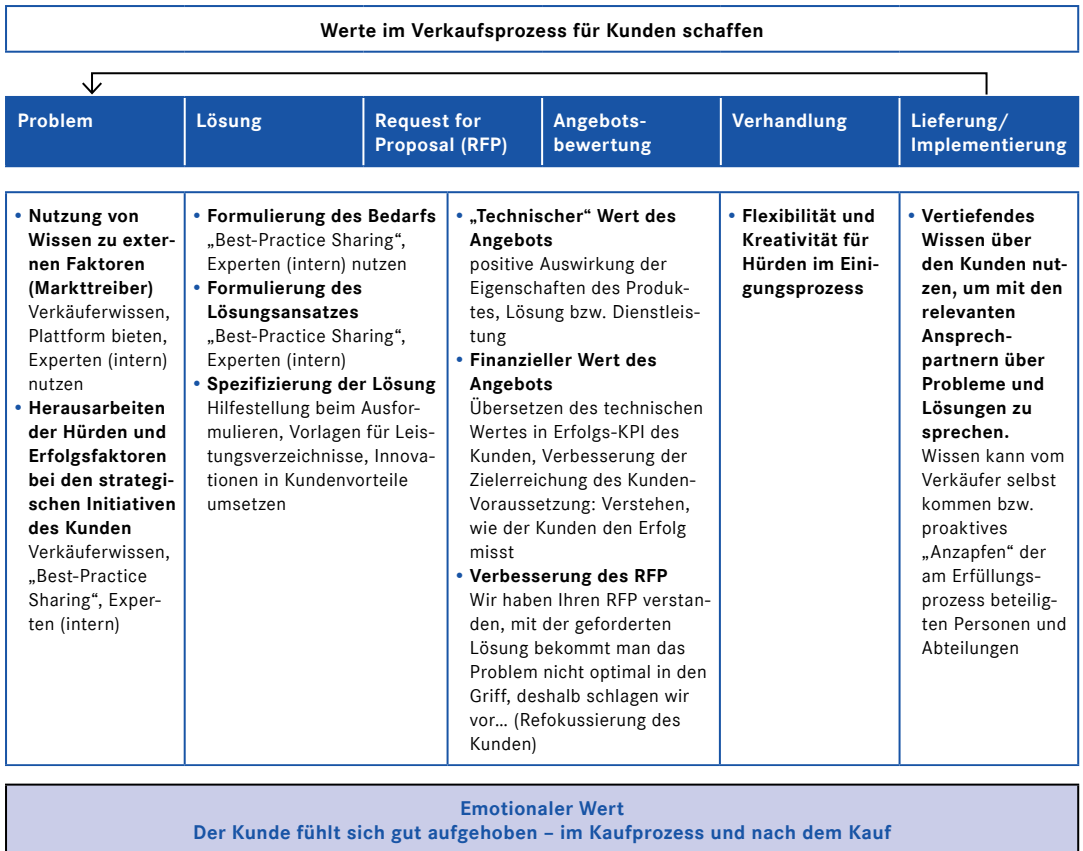 Werte im Verkaufsprozess für Kunden schaffen
Problem
Lösung
Request for
Proposal (RFP)
Angebots-
bewertung
Verhandlung
Lieferung/
Implementierung
• Nutzung von
Wissen zu exter-
nen Faktoren
(Markttreiber)
Verkäuferwissen,
Plattform bieten,
Experten (intern)
nutzen
• Herausarbeiten
der Hürden und
Erfolgsfaktoren
bei den strategi-
schen Initiativen
des Kunden
Verkäuferwissen,
„Best-Practice
Sharing“, Exper-
ten (intern)
• Formulierung des Bedarfs
„Best-Practice Sharing“,
Experten (intern) nutzen
• Formulierung des
Lösungsansatzes
„Best-Practice Sharing“,
Experten (intern)
• Spezifizierung der Lösung
Hilfestellung beim Ausfor-
mulieren, Vorlagen für Leis-
tungsverzeichnisse, Innova-
tionen in Kundenvorteile
umsetzen
• „Technischer“ Wert des
Angebots
positive Auswirkung der
Eigenschaften des Produk-
tes, Lösung bzw. Dienstleis-
tung
• Finanzieller Wert des
Angebots
Übersetzen des technischen
Wertes in Erfolgs-KPI des
Kunden, Verbesserung der
Zielerreichung des Kunden-
Voraussetzung: Verstehen,
wie der Kunden den Erfolg
misst
• Verbesserung des RFP
Wir haben Ihren RFP verstan-
den, mit der geforderten
Lösung bekommt man das
Problem nicht optimal in den
Griff, deshalb schlagen wir
vor... (Refokussierung des
Kunden)
• Flexibilität und
Kreativität für
Hürden im Eini-
gungsprozess
• Vertiefendes
Wissen über
den Kunden nut-
zen, um mit den
relevanten
Ansprech-
partnern über
Probleme und
Lösungen zu
sprechen.
Wissen kann vom
Verkäufer selbst
kommen bzw.
proaktives
„Anzapfen“ der
am Erfüllungs-
prozess beteilig-
ten Personen und
Abteilungen
Emotionaler Wert
Der Kunde fühlt sich gut aufgehoben – im Kaufprozess und nach dem Kauf